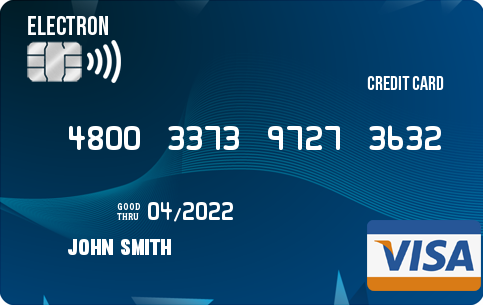 ELECTRON
CREDIT CARD
4800 3373 9727 3632
GOOD THRU 04/2022
JOHN SMITH
VISA